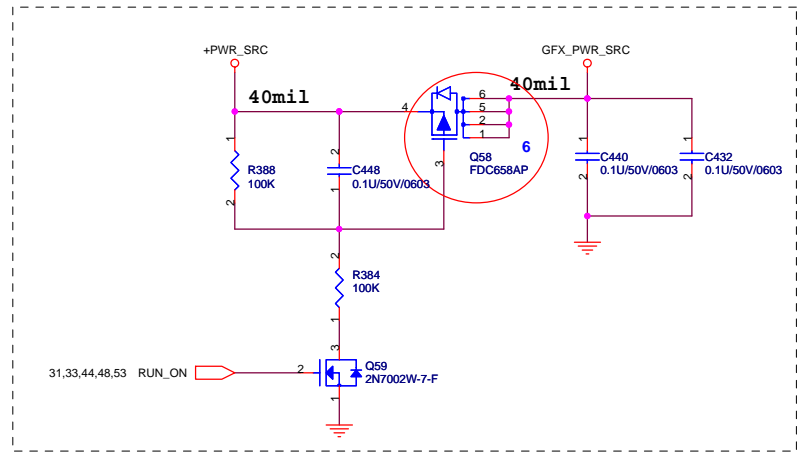 +PWR_SRC
GFX_PWR_SRC
40mil
40mil
4
6
5
2
1
3
6
Q58
FDC658AP
1
R388
100K
2
2
C448
0.1U/50V/0603
1
1
C440
0.1U/50V/0603
2
1
C432
0.1U/50V/0603
2
2
R384
100K
1
3
Q59
2N7002W-7-F
2
1
31,33,44,48,53 RUN_ON